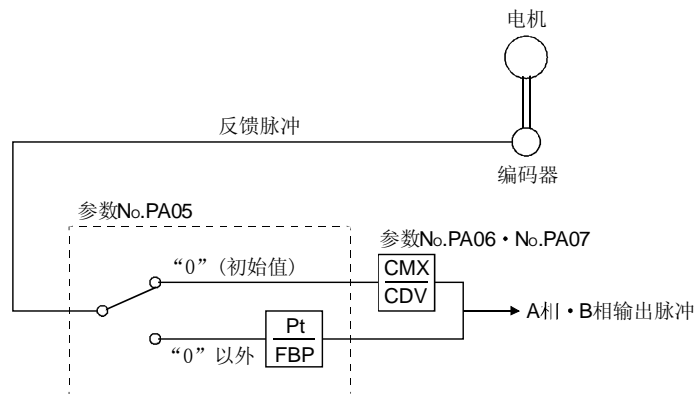 电机
反馈脉冲
编码器
参数No.PA05
参数No.PA06・No.PA07
“0”(初始值)
CMX
CDV
A相・B相输出脉冲
Pt
FBP
“0”以外